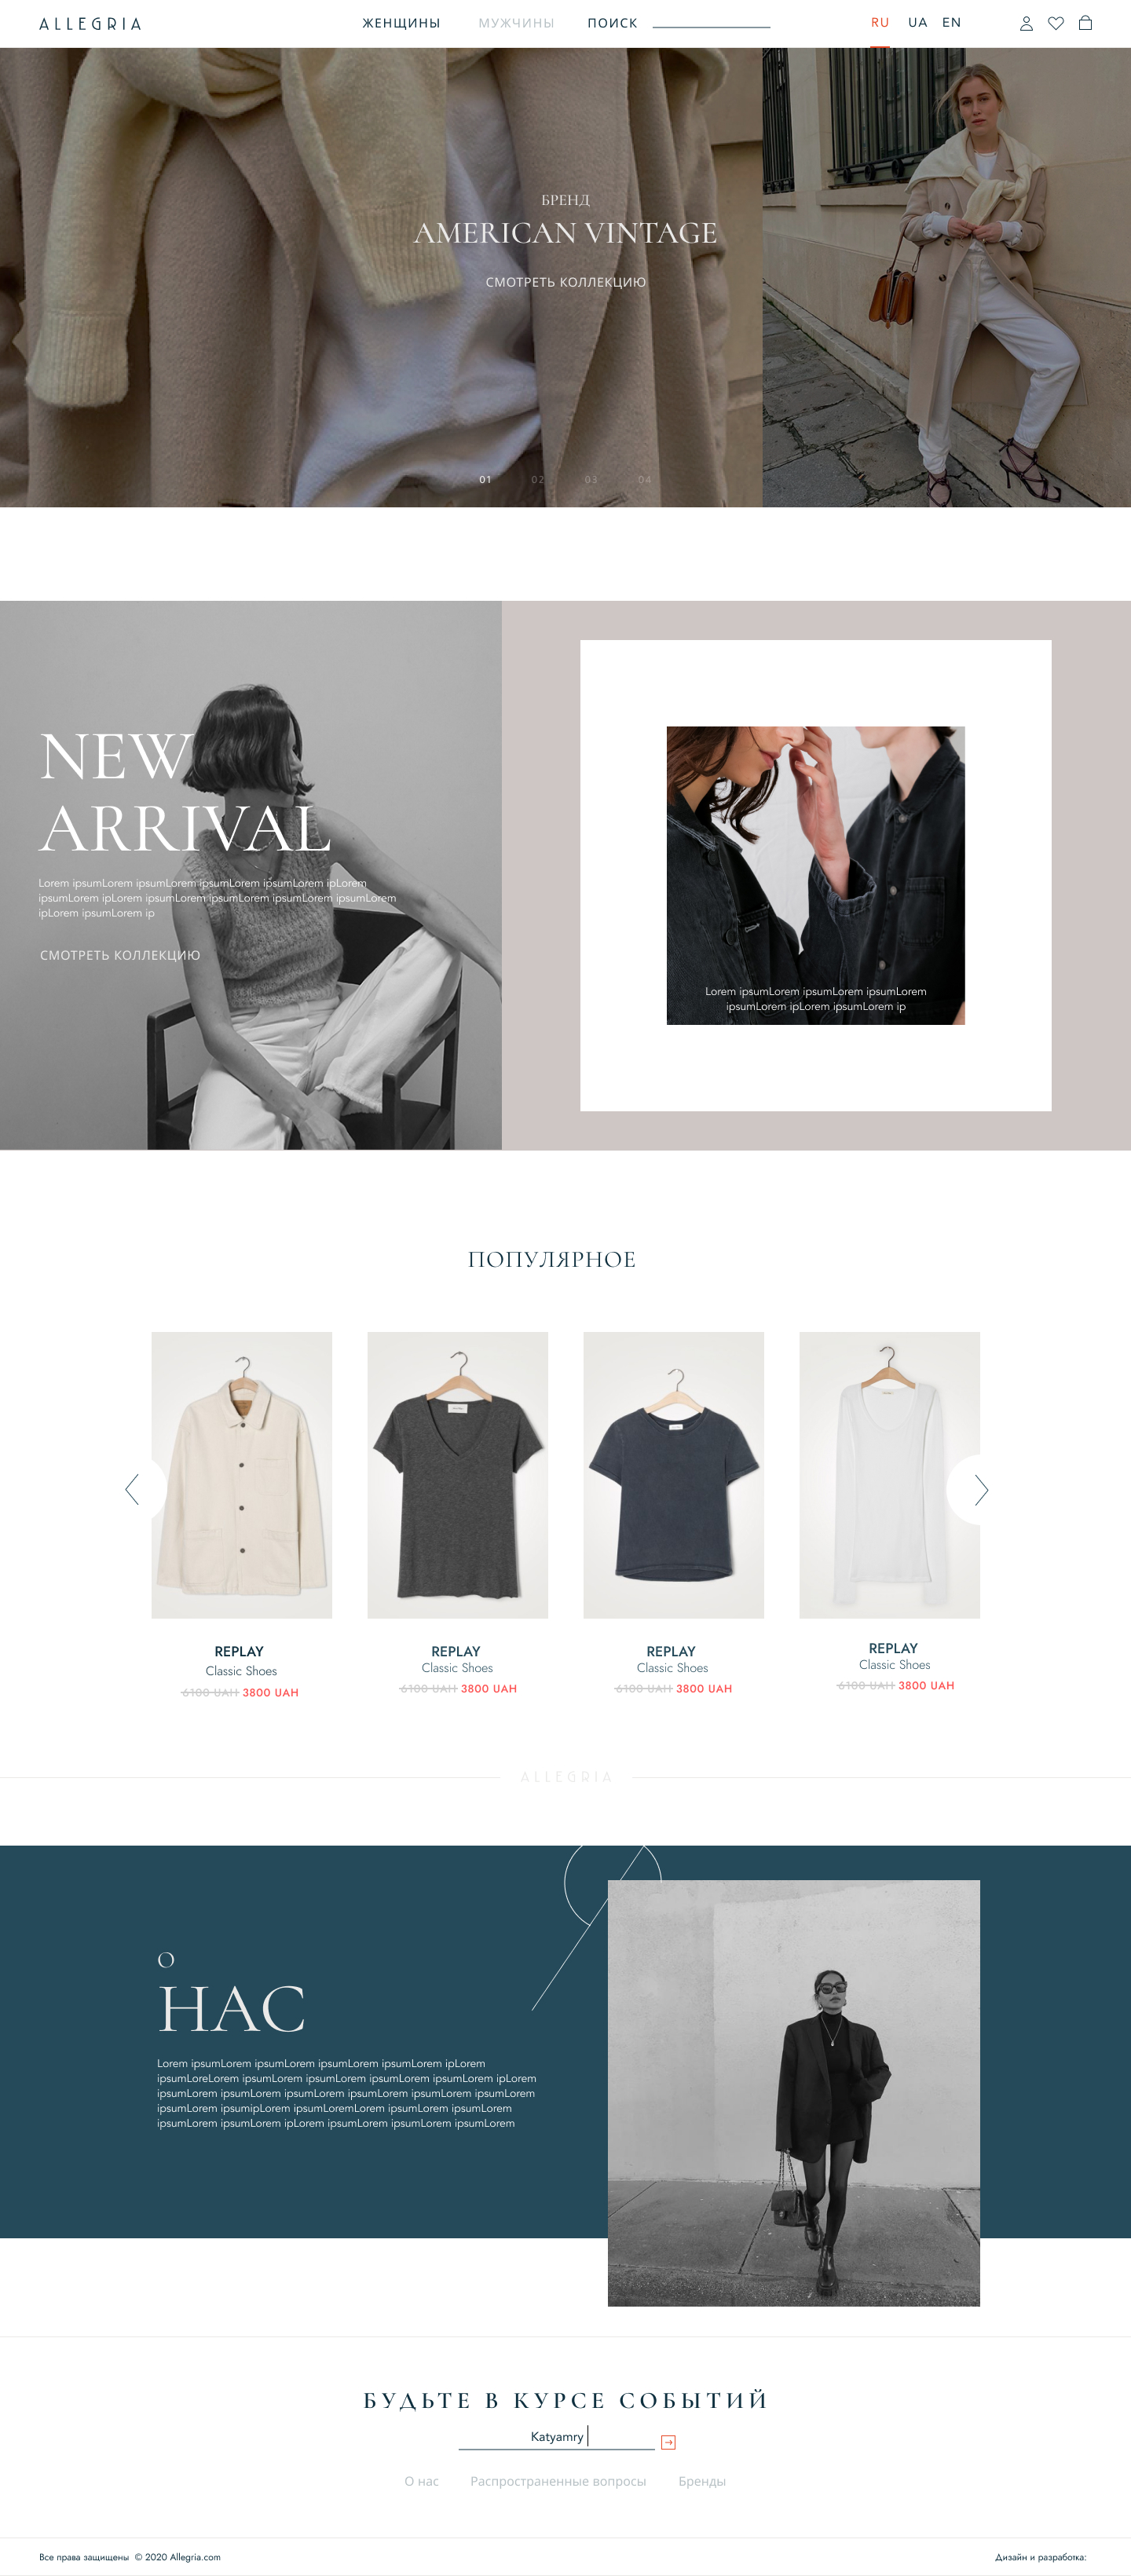 ALLEGRIA
ЖЕНЩИНЫ
МУЖЧИНЫ
ПОИСК
RU UA EN
БРЕНД
AMERICAN VINTAGE
СМОТРЕТЬ КОЛЛЕКЦИЮ
01 02 03 04
NEW
ARRIVAL
Lorem ipsumLorem ipsumLorem ipsumLorem ipsumLorem ipLorem
ipsumLorem ipLorem ipsumLorem ipsumLorem ipsumLorem ipsumLorem
ipLorem ipsumLorem ip
СМОТРЕТЬ КОЛЛЕКЦИЮ
Lorem ipsumLorem ipsumLorem ipsumLorem
ipsumLorem ipLorem ipsumLorem ip
ПОПУЛЯРНОЕ
REPLAY
Classic Shoes
6100 UAH 3800 UAH
REPLAY
Classic Shoes
6100 UAH 3800 UAH
REPLAY
Classic Shoes
6100 UAH 3800 UAH
REPLAY
Classic Shoes
6100 UAH 3800 UAH
ALLEGRIA
О
НАС
Lorem ipsumLorem ipsumLorem ipsumLorem ipsumLorem ipLorem
ipsumLoreLorem ipsumLorem ipsumLorem ipsumLorem ipsumLorem ipLorem
ipsumLorem ipsumLorem ipsumLorem ipsumLorem ipsumLorem ipsumLorem
ipsumLorem ipsumipLorem ipsumLoremLorem ipsumLorem ipsumLorem
ipsumLorem ipsumLorem ipLorem ipsumLorem ipsumLorem ipsumLorem
БУДЬТЕ В КУРСЕ СОБЫТИЙ
Katyamry
О нас
Распространенные вопросы
Бренды
Все права защищены © 2020 Allegria.com
Дизайн и разработка: